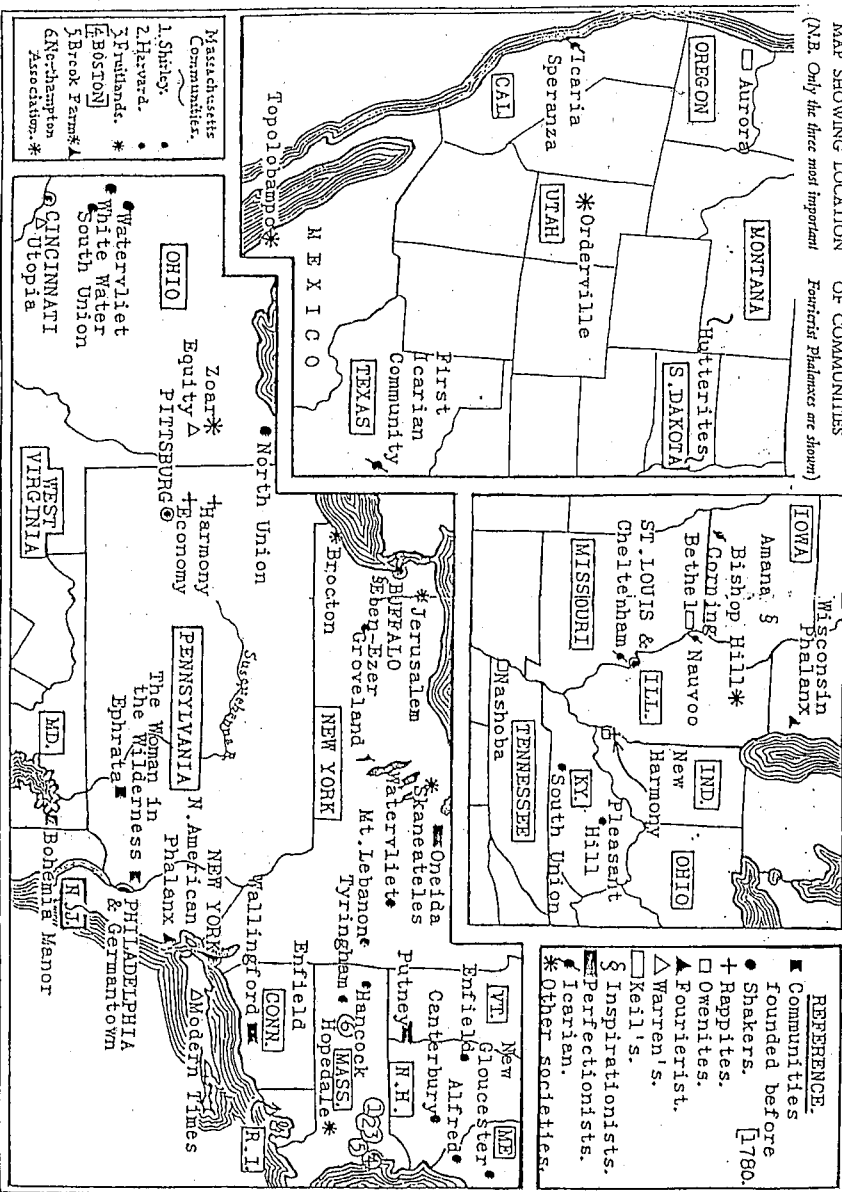 MAP SHOWING LOCATION OF COMMUNITIES
(N.B. Only the three most important Fourierist Phalanxes are shown)
OREGON
Aurora
MONTANA
Icaria
Speranza
CAL.
UTAH
Orderville
Hutterites
S.DAKOTA
Topolobampo
MEXICO
First
Icarian
Community
TEXAS
Wisconsin
Phalanx
IOWA
Amana §
Bishop Hill *
Corning
Bethel
Nauvoo
ST.LOUIS &
Cheltenham
ILL.
MISSOURI
IND.
New
Harmony
OHIO
Pleasant
Hill
KY.
South Union
TENNESSEE
Nashoba
REFERENCE.
Communities
founded before
1780.
Shakers.
+ Rappites.
□ Owenites.
▲ Fourierist.
△ Warren's.
Keil's.
§ Inspirationists.
Perfectionists.
Icarian.
* Other societies.
Massachusetts
Communities.
1.Shirley.
2.Harvard.
3.Fruitlands. *
4.BOSTON
5.Brook Farm*▲
6.Northampton
Association. *
OHIO
Watervliet
White Water
South Union
CINCINNATI
△ Utopia
Zoar*
Equity △
PITTSBURG
North Union
+Harmony
+Economy
WEST
VIRGINIA
PENNSYLVANIA
The Woman in
the Wilderness
Ephrata
MD.
Bohemia Manor
N.J.
PHILADELPHIA
& Germantown
N.American
Phalanx
NEW YORK
△Modern Times
NEW YORK
*Jerusalem
BUFFALO
§Eben-Ezer
Groveland
*Brocton
Oneida
*Skaneateles
Watervliet
Mt.Lebanon
Tyringham
Hancock
6
MASS.
Hopedale*
1 2 3 4 5
Enfield
Wallingford
CONN.
R.I.
VT.
N.H.
ME
New
Gloucester
Enfield
Alfred
Canterbury
Putney